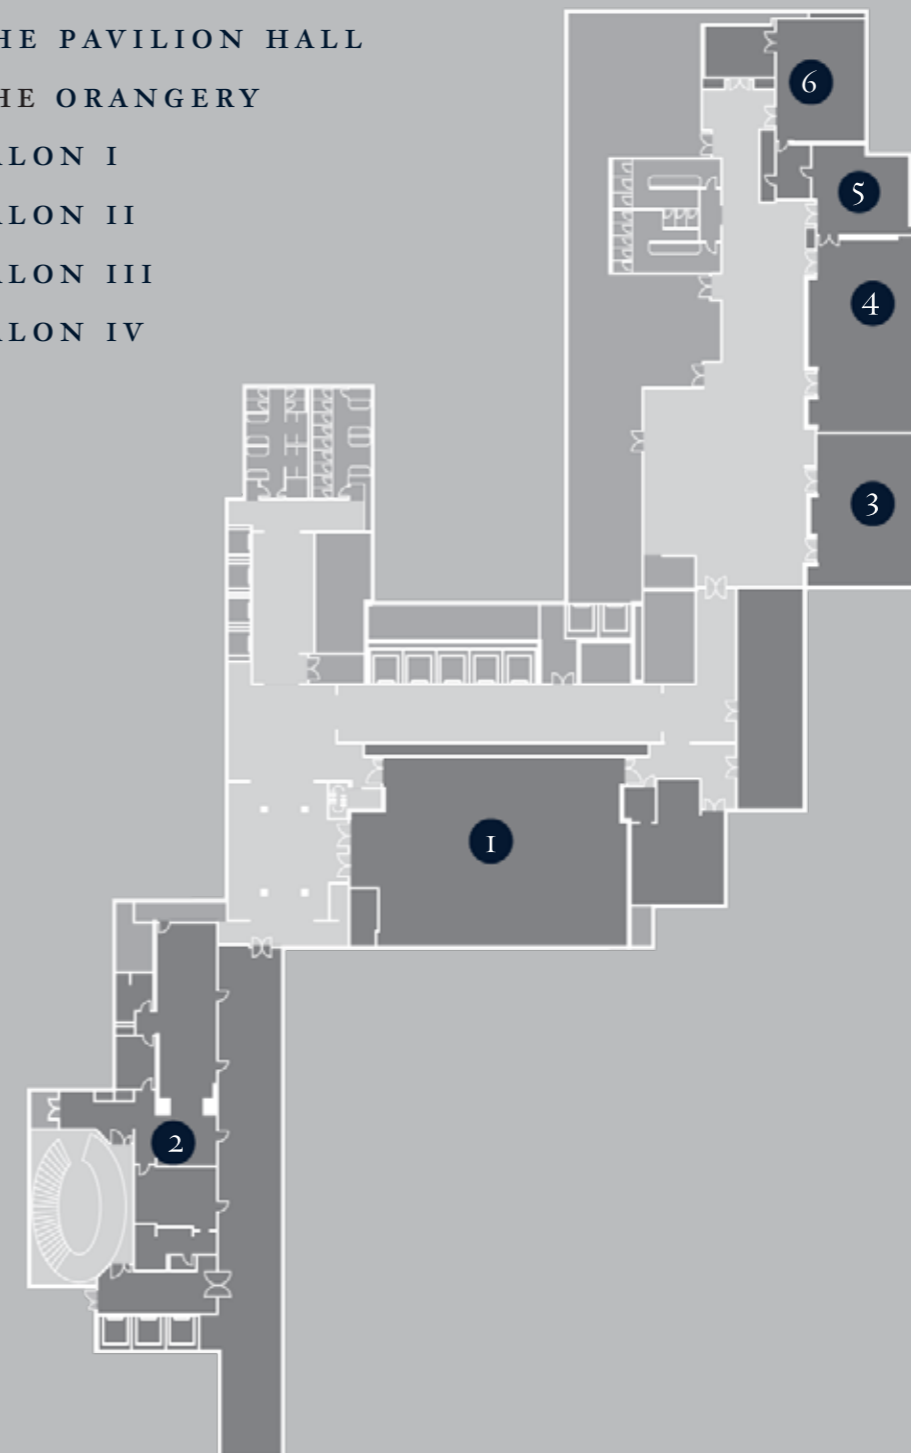 HE PAVILION HALL
HE ORANGERY
ALON I
ALON II
ALON III
ALON IV
6
5
4
3
1
2